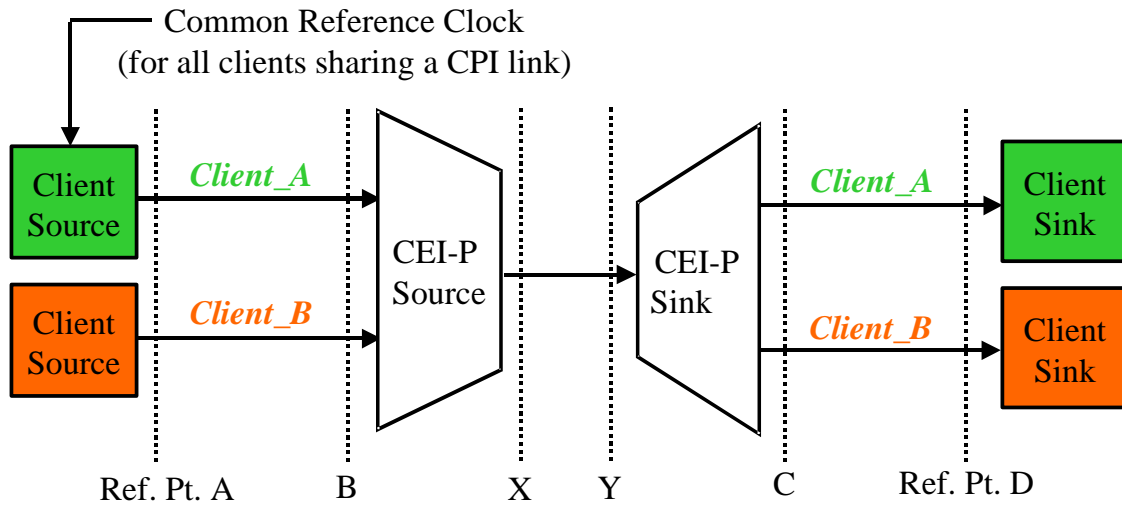 Common Reference Clock
(for all clients sharing a CPI link)
Client
Source
Client_A
Client_A
Client
Sink
CEI-P
Source
CEI-P
Sink
Client
Source
Client_B
Client_B
Client
Sink
Ref. Pt. A
B
X
Y
C
Ref. Pt. D